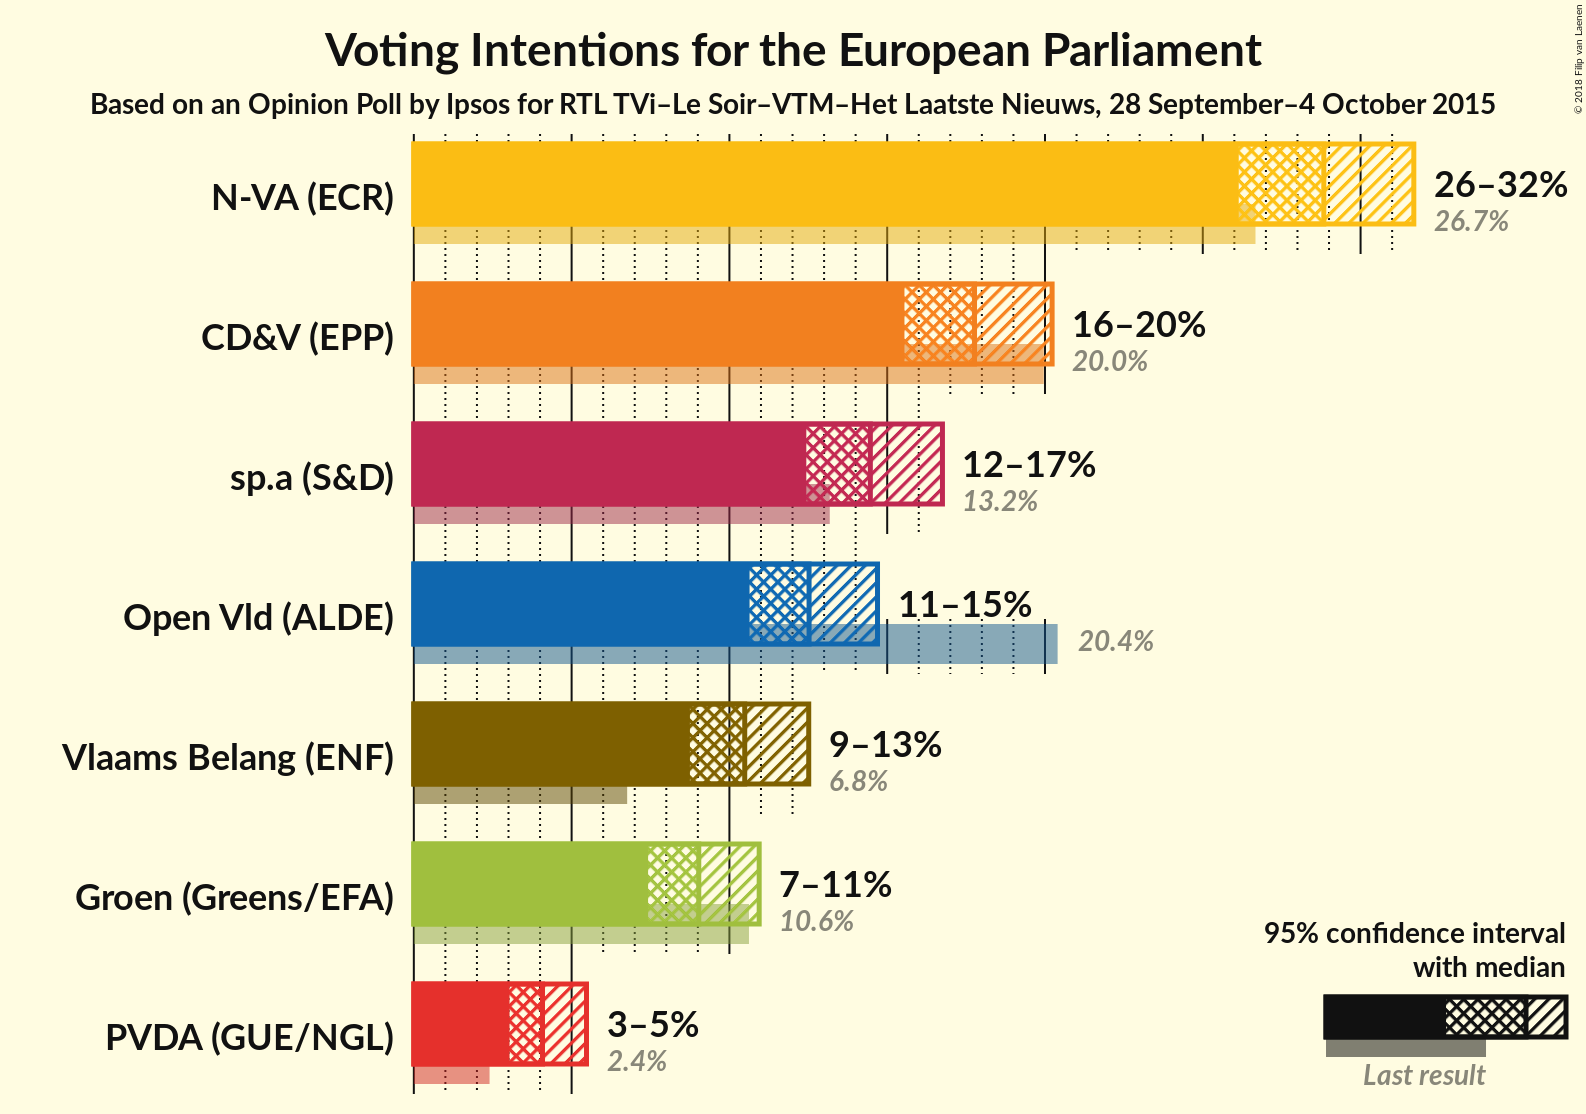 Voting Intentions for the European Parliament
Based on an Opinion Poll by Ipsos for RTL TVi–Le Soir–VTM–Het Laatste Nieuws, 28 September–4 October 2015
© 2018 Filip van Laenen
N-VA (ECR)
26–32%
26.7%
CD&V (EPP)
16–20%
20.0%
sp.a (S&D)
12–17%
13.2%
Open Vld (ALDE)
11–15%
20.4%
Vlaams Belang (ENF)
9–13%
6.8%
Groen (Greens/EFA)
7–11%
10.6%
PVDA (GUE/NGL)
3–5%
2.4%
95% confidence interval
with median
Last result